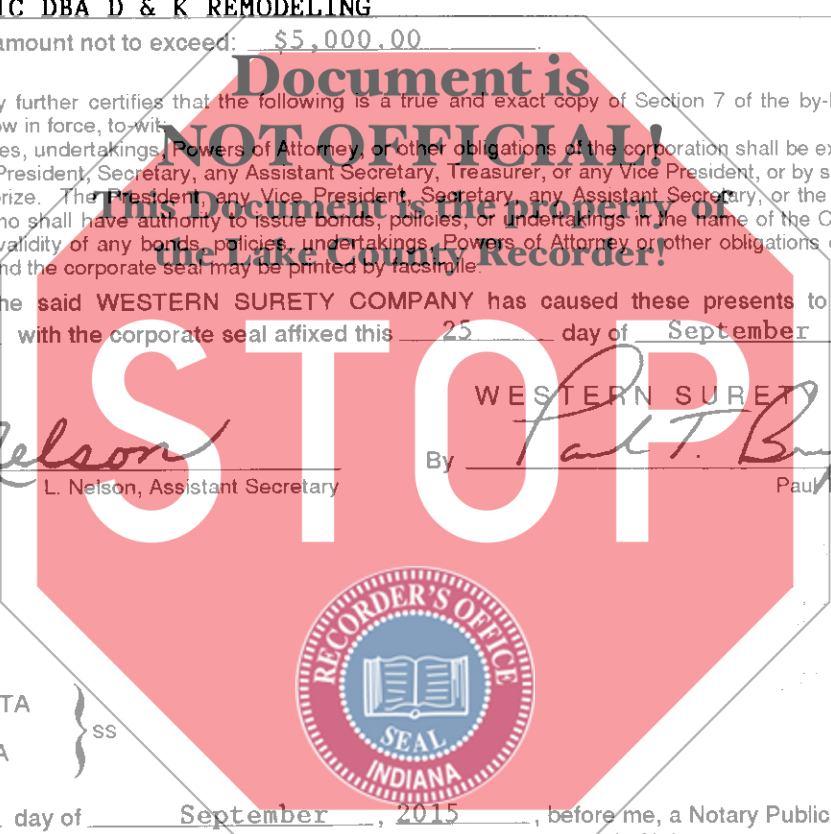 IC DBA D & K REMODELING
amount not to exceed: $5,000.00
Document is
y further certifies that the following is a true and exact copy of Section 7 of the by-
w in force, to-wit:
NOT OFFICIAL!
es, undertakings, Powers of Attorney, or other obligations of the corporation shall be ex
President, Secretary, any Assistant Secretary, Treasurer, or any Vice President, or by s
rize. The President, any Vice President, Secretary, any Assistant Secretary, or the
This Document is the property of
no shall have authority to issue bonds, policies, or undertakings in the name of the C
validity of any bonds, policies, undertakings, Powers of Attorney or other obligations
the Lake County Recorder!
nd the corporate seal may be printed by facsimile.
he said WESTERN SURETY COMPANY has caused these presents to
with the corporate seal affixed this 25 day of September
STOP
WESTERN SURETY
elson
By Paul T. Bru
L. Nelson, Assistant Secretary
Paul
RECORDER'S OFFICE
SEAL
INDIANA
TA
A
ss
day of September, 2015, before me, a Notary Public